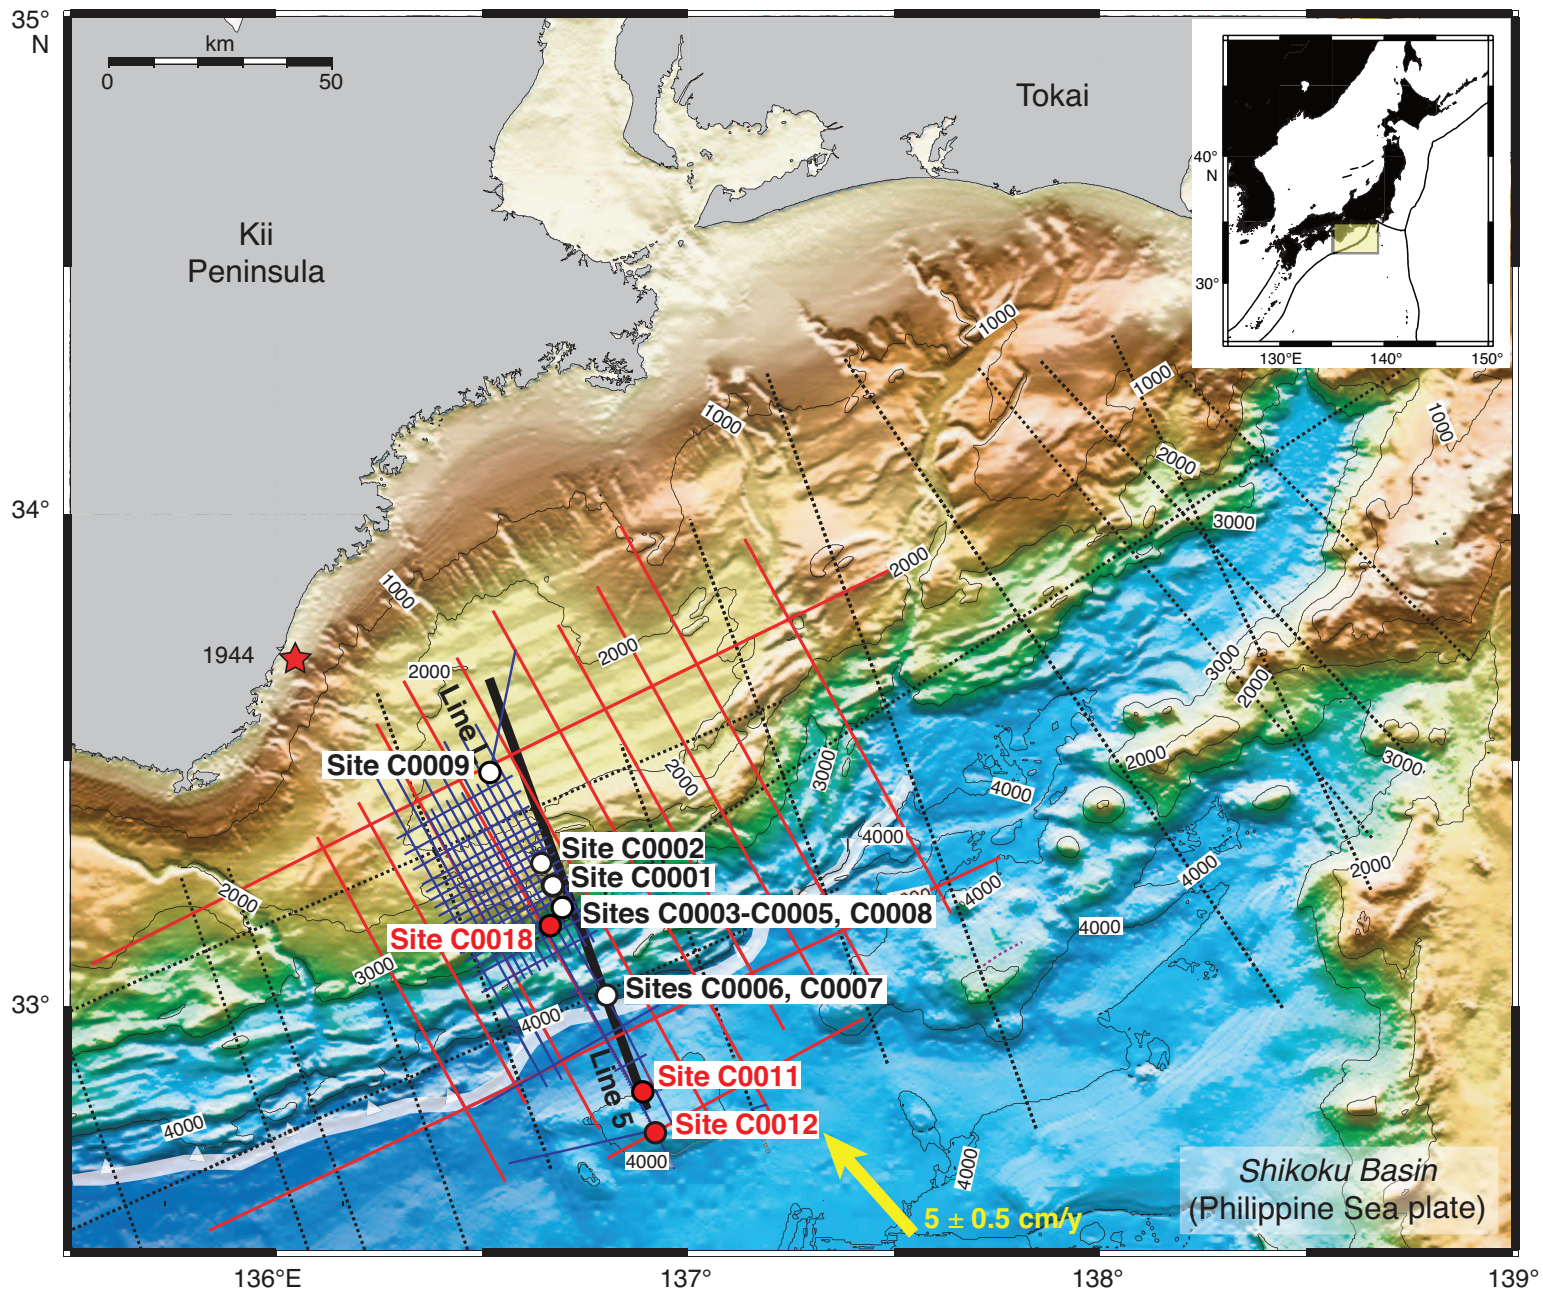 35°
N
km
0
50
Tokai
Kii
Peninsula
40°
N
30°
130°E
140°
150°
1000
1000
1000
1000
2000
34°
3000
2000
1000
1944
2000
2000
3000
2000
Line
Site C0009
2000
3000
2000
3000
4000
4000
Site C0002
Site C0001
4000
4000
2000
2000
Sites C0003-C0005, C0008
4000
Site C0018
3000
Sites C0006, C0007
33°
4000
Line 5
Site C0011
Site C0012
4000
4000
4000
Shikoku Basin
(Philippine Sea plate)
5 ± 0.5 cm/y
136°E
137°
138°
139°